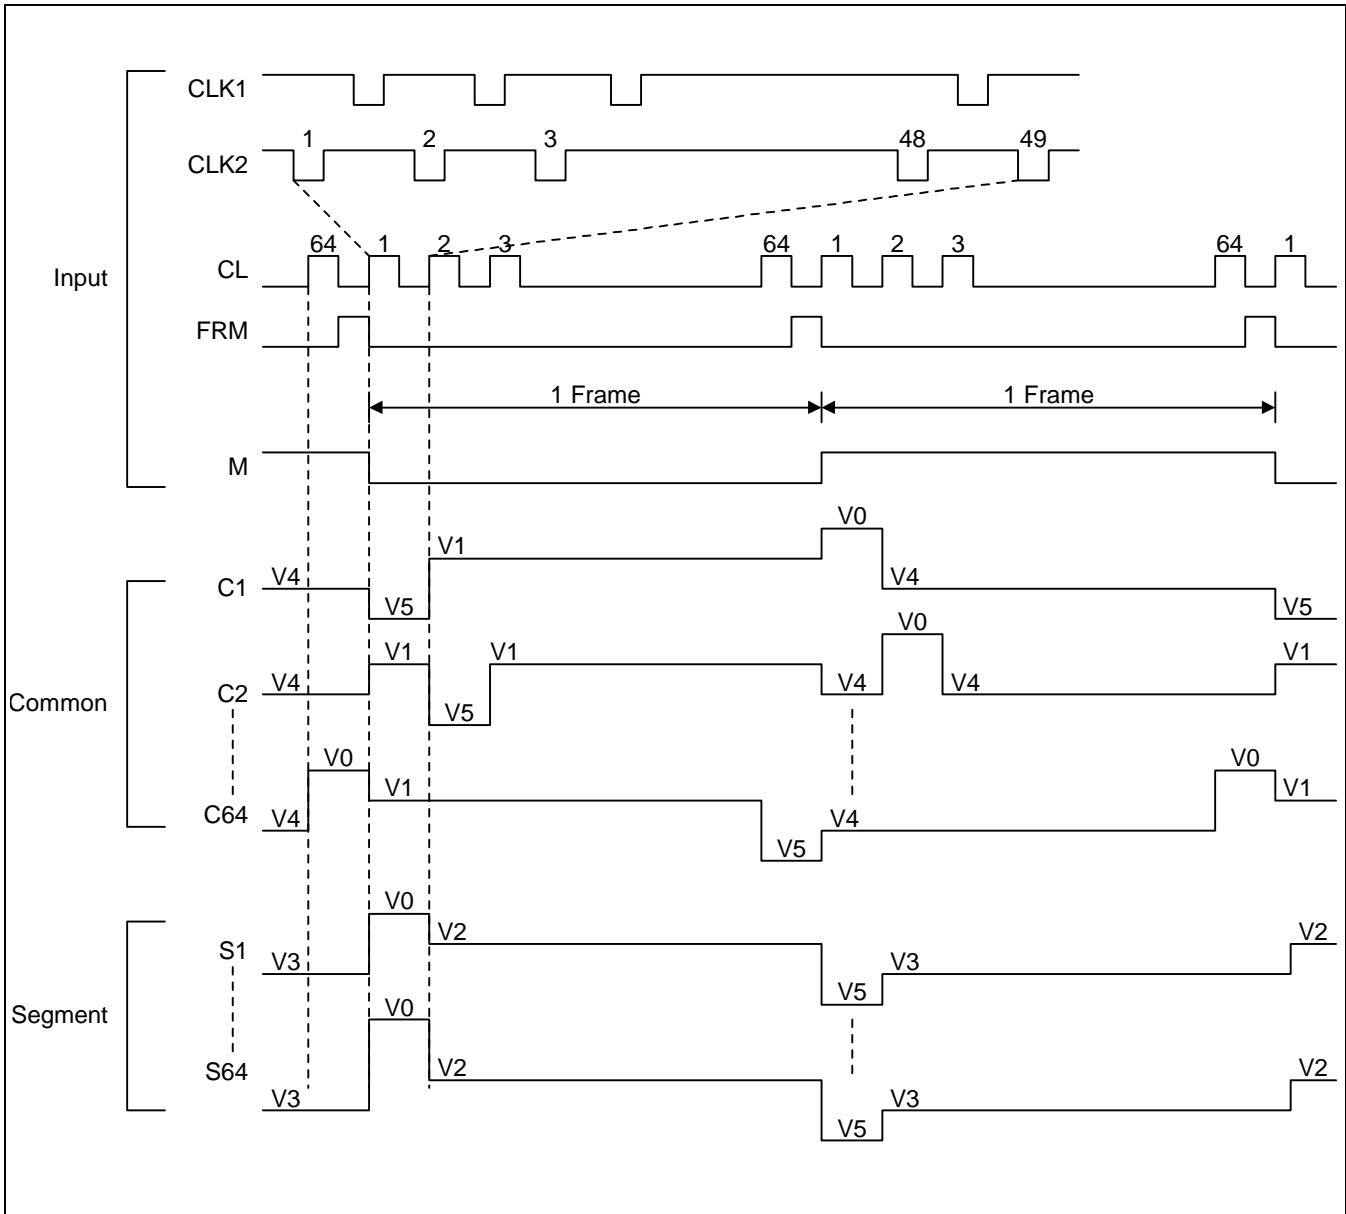 CLK1
1 2 3 48 49
CLK2
64 1 2 3 64 1 2 3 64 1
CL
Input
FRM
1 Frame 1 Frame
M
V0
V1
C1 V4 V4
V5 V5
V0
V1 V1 V1
C2 V4 V4 V4
Common
V5
V0 V0
V1 V1
C64 V4 V4
V5
V0
V2 V2
S1
V3 V3
V5
V0
Segment
V2 V2
S64
V3 V3
V5